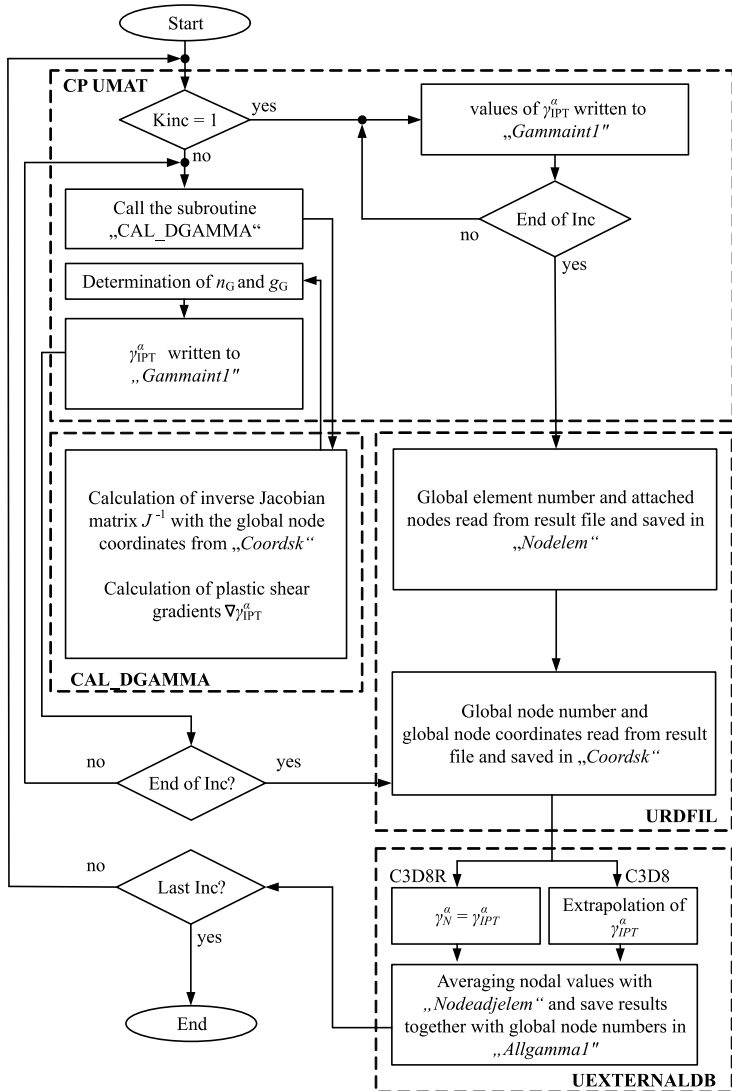 Start
CP UMAT
Kinc = 1
yes
no
values of γ^α_IPT written to
„Gammaint1"
End of Inc
no
yes
Call the subroutine
„CAL_DGAMMA“
Determination of n_G and g_G
γ^α_IPT written to
„Gammaint1"
Calculation of inverse Jacobian
matrix J^-1 with the global node
coordinates from „Coordsk“
Calculation of plastic shear
gradients ∇γ^α_IPT
CAL_DGAMMA
Global element number and attached
nodes read from result file and saved in
„Nodelem“
Global node number and
global node coordinates read from result
file and saved in „Coordsk“
URDFIL
no
End of Inc?
yes
no
Last Inc?
yes
End
C3D8R
C3D8
γ^α_N = γ^α_IPT
Extrapolation of
γ^α_IPT
Averaging nodal values with
„Nodeadjelem“ and save results
together with global node numbers in
„Allgamma1"
UEXTERNALDB